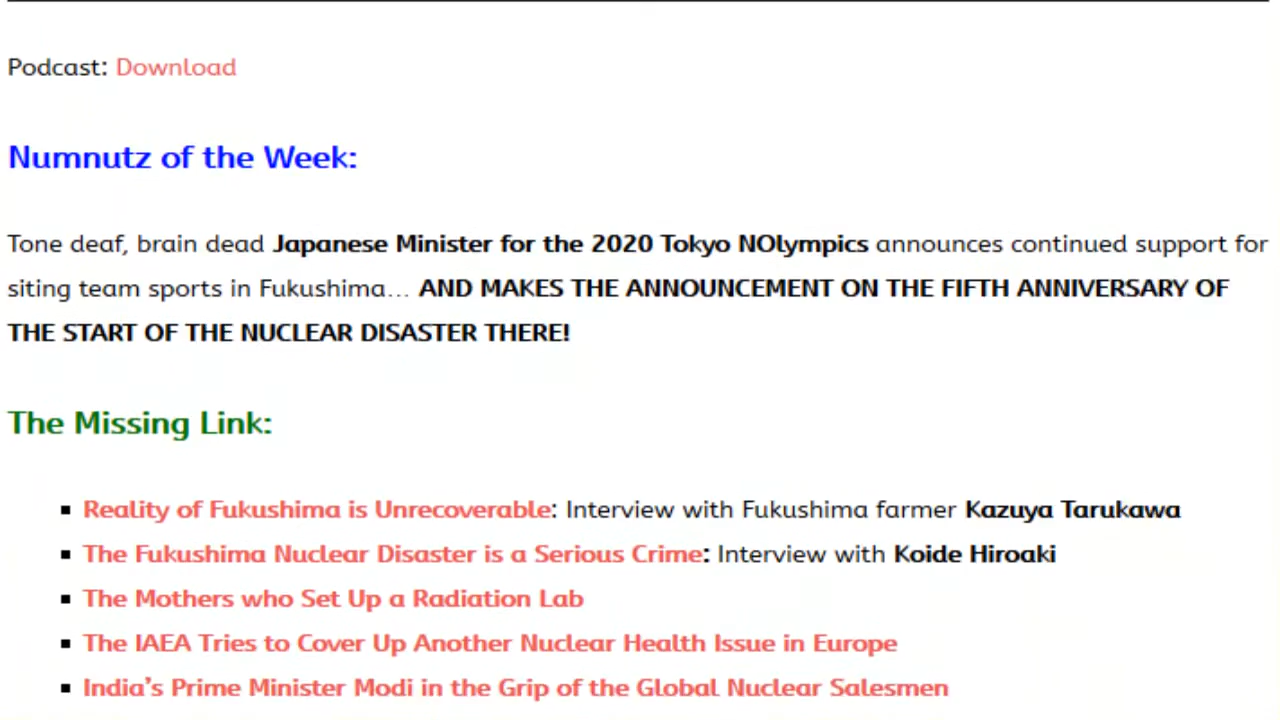 Podcast: Download
Numnutz of the Week:
Tone deaf, brain dead Japanese Minister for the 2020 Tokyo NOlympics announces continued support for
siting team sports in Fukushima… AND MAKES THE ANNOUNCEMENT ON THE FIFTH ANNIVERSARY OF
THE START OF THE NUCLEAR DISASTER THERE!
The Missing Link:
▪ Reality of Fukushima is Unrecoverable: Interview with Fukushima farmer Kazuya Tarukawa
▪ The Fukushima Nuclear Disaster is a Serious Crime: Interview with Koide Hiroaki
▪ The Mothers who Set Up a Radiation Lab
▪ The IAEA Tries to Cover Up Another Nuclear Health Issue in Europe
▪ India’s Prime Minister Modi in the Grip of the Global Nuclear Salesmen